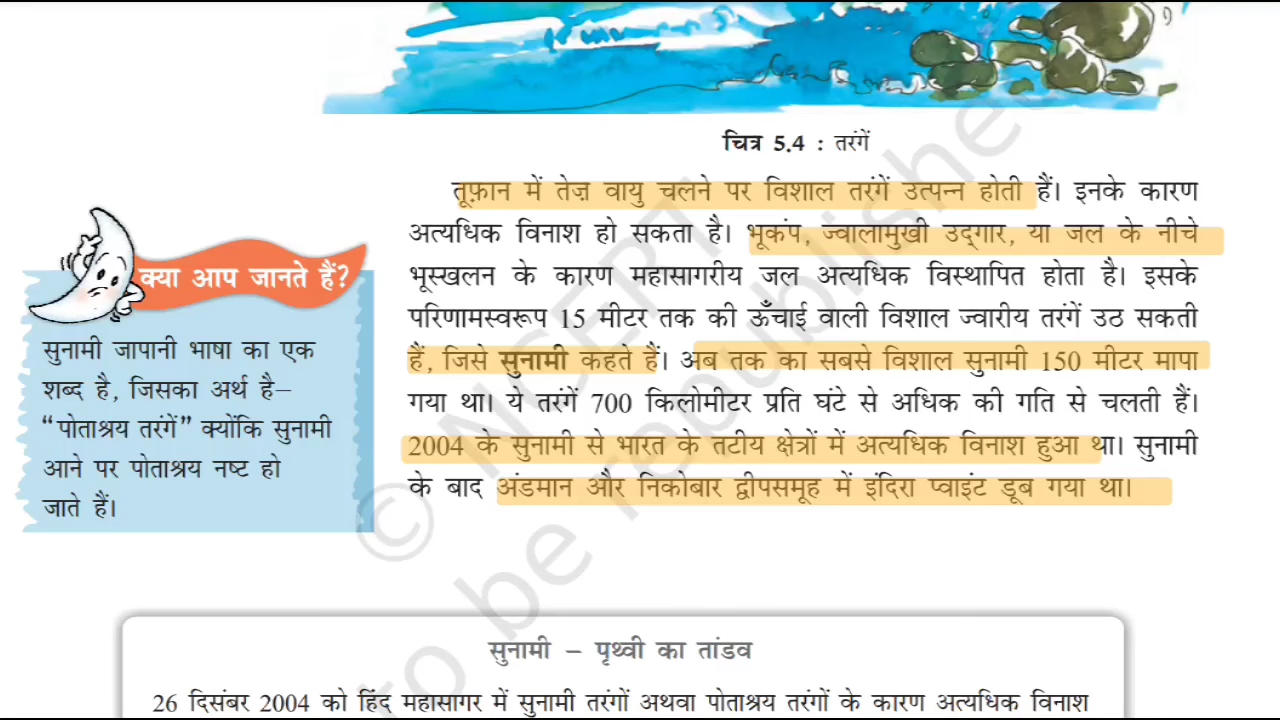 चित्र 5.4 : तरंगें
तूफ़ान में तेज़ वायु चलने पर विशाल तरंगें उत्पन्न होती हैं। इनके कारण
अत्यधिक विनाश हो सकता है। भूकंप, ज्वालामुखी उद्गार, या जल के नीचे
भूस्खलन के कारण महासागरीय जल अत्यधिक विस्थापित होता है। इसके
परिणामस्वरूप 15 मीटर तक की ऊँचाई वाली विशाल ज्वारीय तरंगें उठ सकती
हैं, जिसे सुनामी कहते हैं। अब तक का सबसे विशाल सुनामी 150 मीटर मापा
गया था। ये तरंगें 700 किलोमीटर प्रति घंटे से अधिक की गति से चलती हैं।
2004 के सुनामी से भारत के तटीय क्षेत्रों में अत्यधिक विनाश हुआ था। सुनामी
के बाद अंडमान और निकोबार द्वीपसमूह में इंदिरा प्वाइंट डूब गया था।
क्या आप जानते हैं?
सुनामी जापानी भाषा का एक
शब्द है, जिसका अर्थ है–
“पोताश्रय तरंगें” क्योंकि सुनामी
आने पर पोताश्रय नष्ट हो
जाते हैं।
सुनामी – पृथ्वी का तांडव
26 दिसंबर 2004 को हिंद महासागर में सुनामी तरंगों अथवा पोताश्रय तरंगों के कारण अत्यधिक विनाश
© NCERT
to be republished